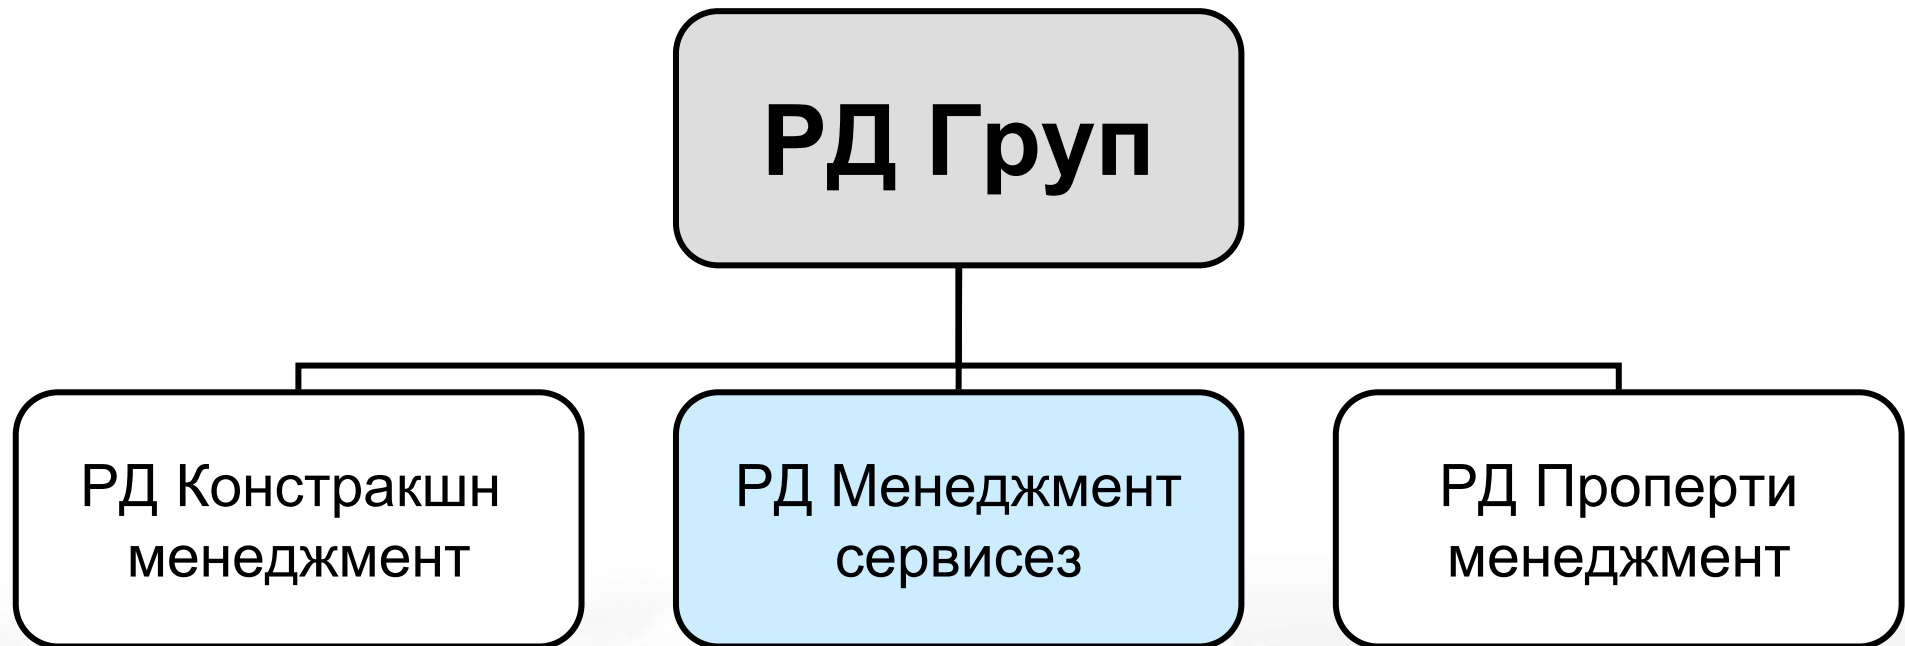 РД Груп
РД Констракшн
менеджмент
РД Менеджмент
сервисез
РД Проперти
менеджмент